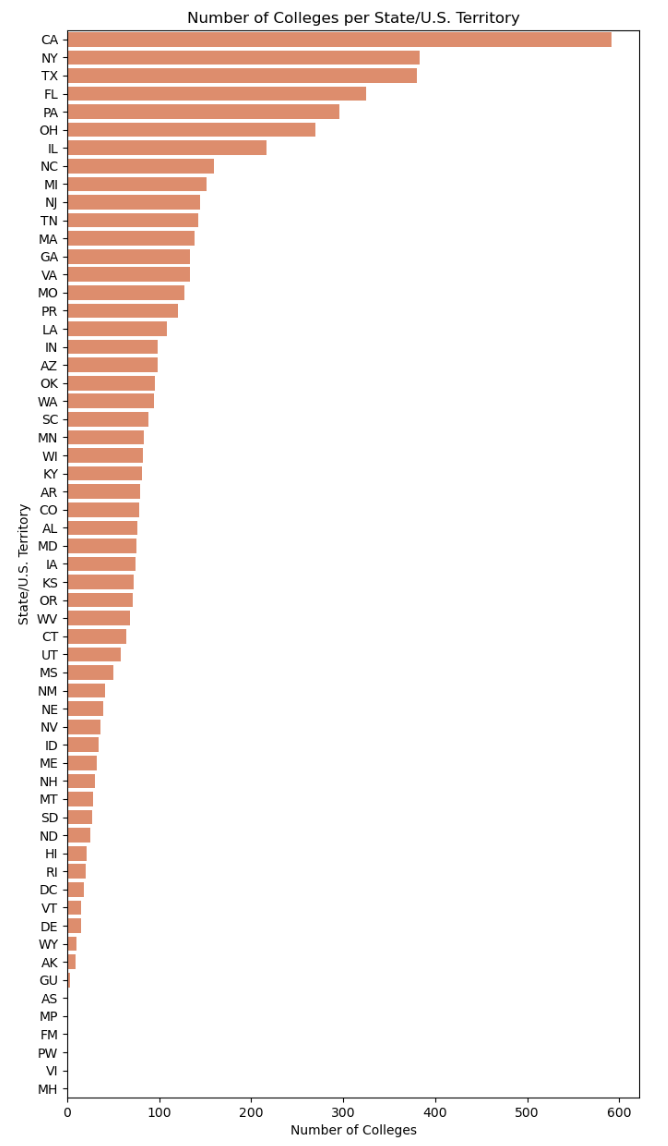 Number of Colleges per State/U.S. Territory
CA
NY
TX
FL
PA
OH
IL
NC
MI
NJ
TN
MA
GA
VA
MO
PR
LA
IN
AZ
OK
WA
SC
MN
WI
KY
AR
CO
AL
MD
IA
KS
OR
WV
CT
UT
MS
NM
NE
NV
ID
ME
NH
MT
SD
ND
HI
RI
DC
VT
DE
WY
AK
GU
AS
MP
FM
PW
VI
MH
State/U.S. Territory
0 100 200 300 400 500 600
Number of Colleges